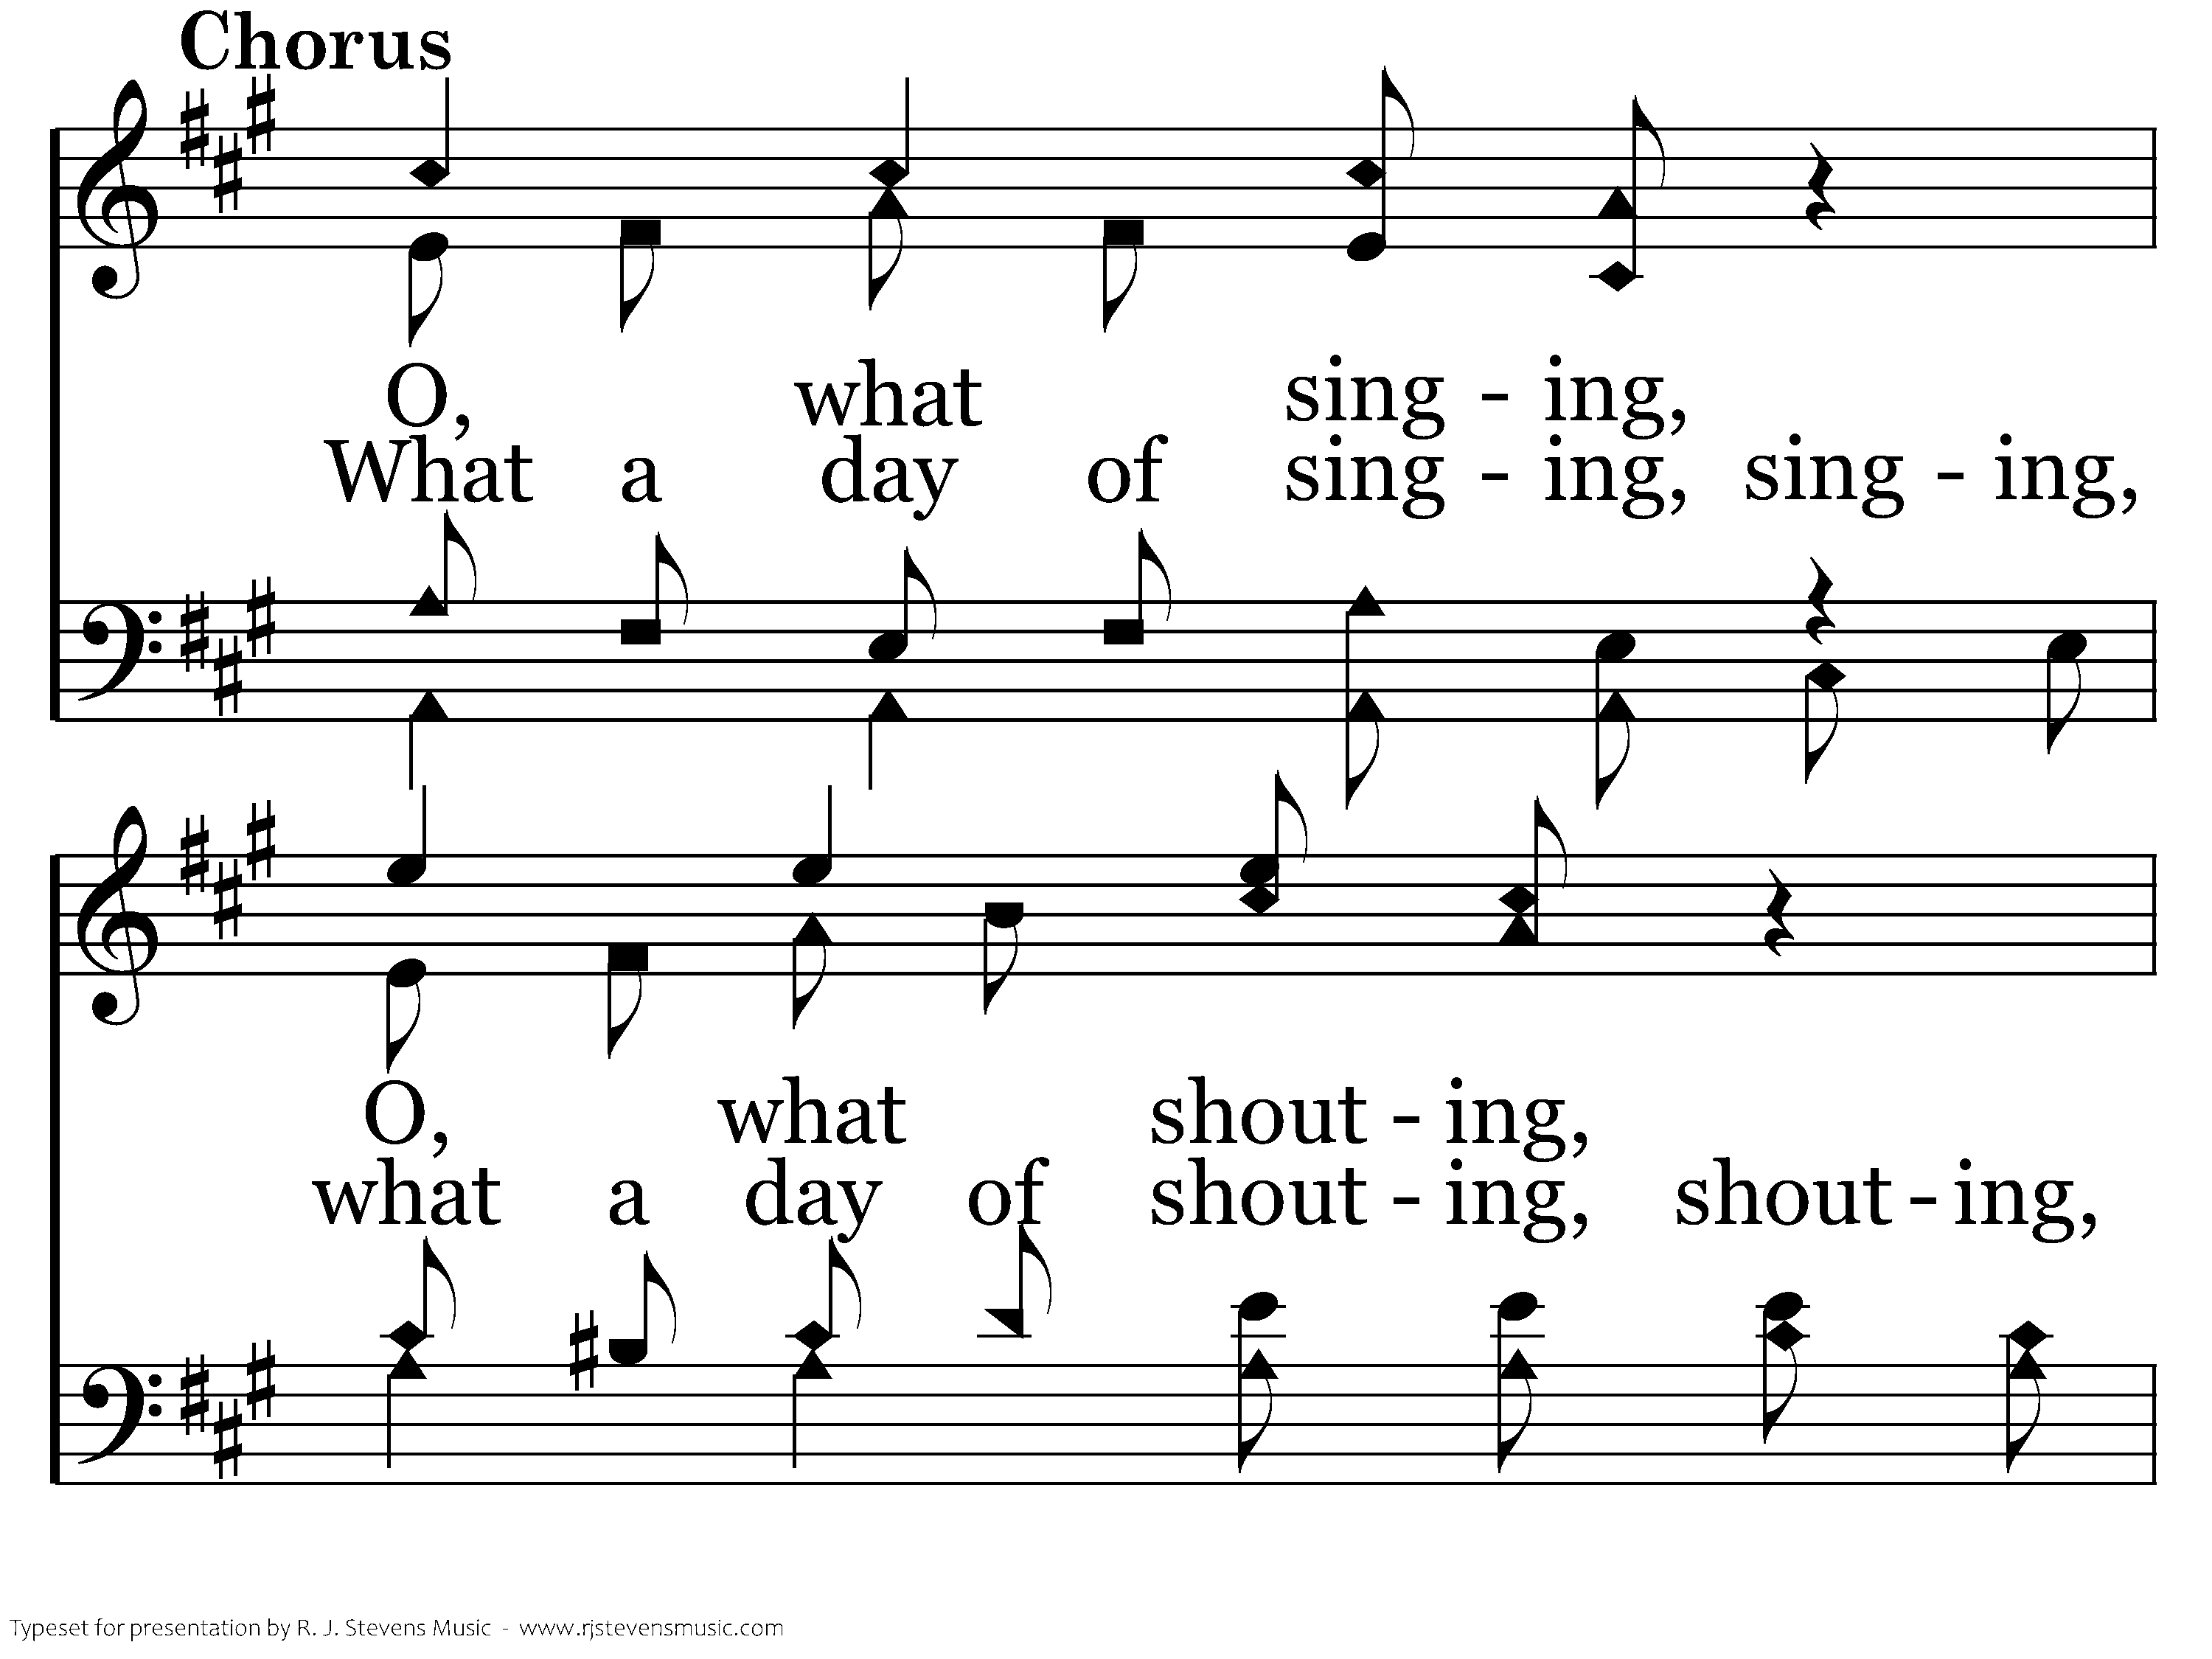 Chorus
O, what sing - ing,
What a day of sing - ing, sing - ing,
O, what shout - ing,
what a day of shout - ing, shout - ing,
Typeset for presentation by R. J. Stevens Music - www.rjstevensmusic.com